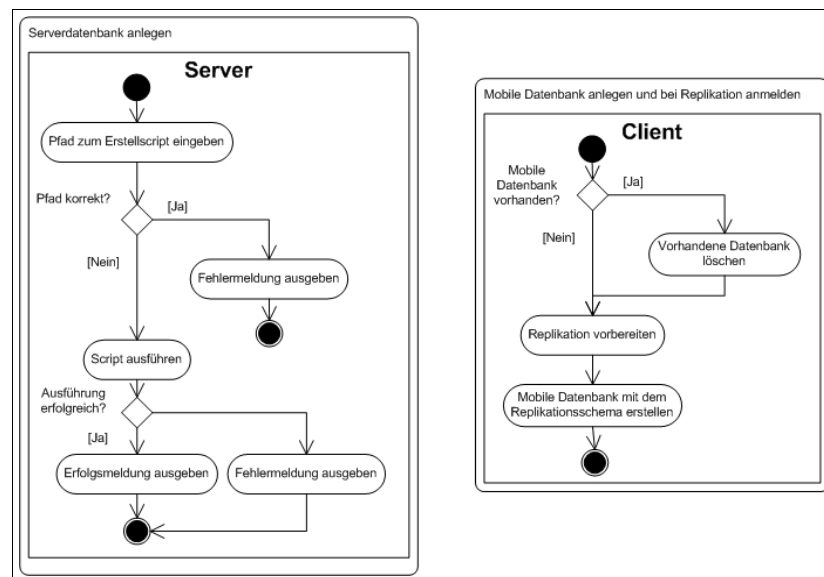 Serverdatenbank anlegen
Server
Pfad zum Erstellscript eingeben
Pfad korrekt?
[Ja]
[Nein]
Fehlermeldung ausgeben
Script ausführen
Ausführung
erfolgreich?
[Ja]
Erfolgsmeldung ausgeben
Fehlermeldung ausgeben
Mobile Datenbank anlegen und bei Replikation anmelden
Client
Mobile
Datenbank
vorhanden?
[Ja]
[Nein]
Vorhandene Datenbank
löschen
Replikation vorbereiten
Mobile Datenbank mit dem
Replikationsschema erstellen